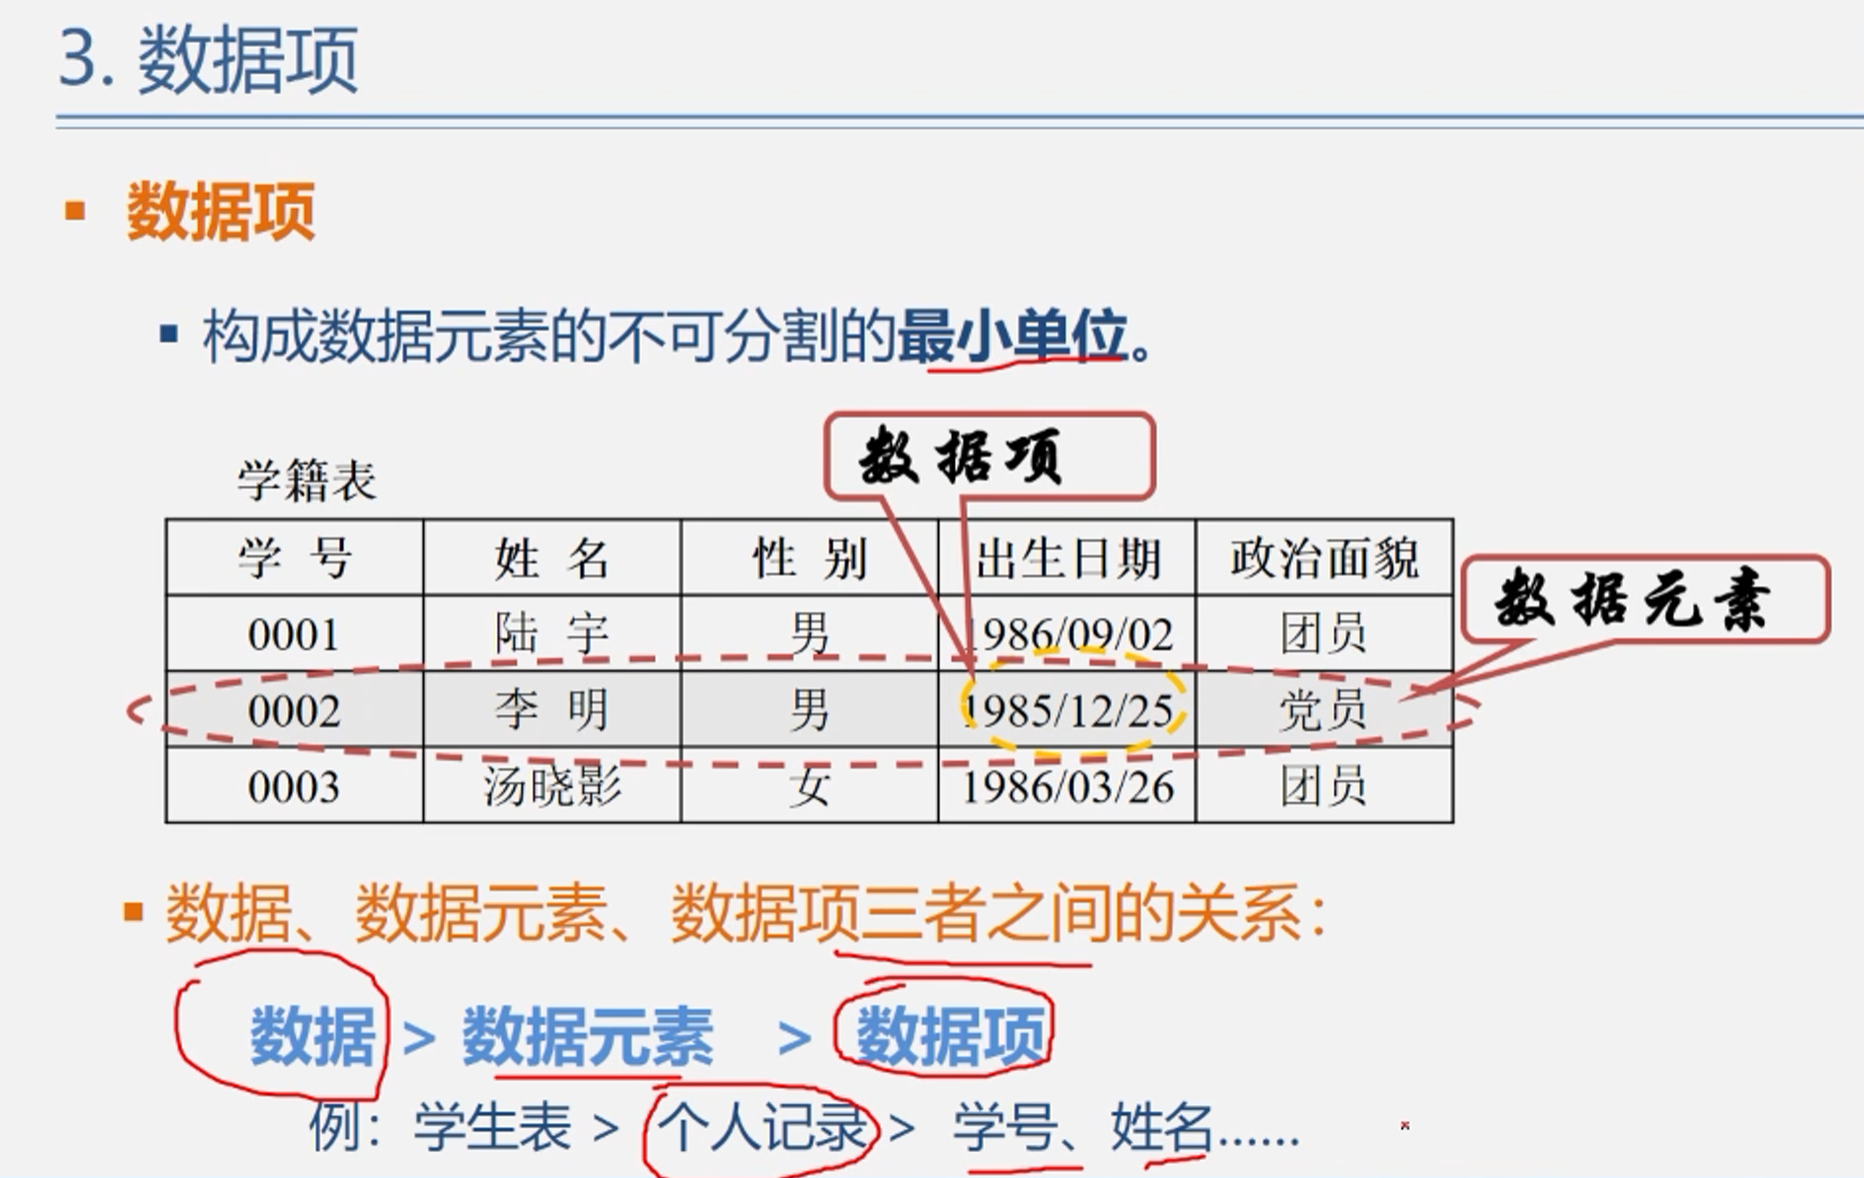 3. 数据项
▪ 数据项
▪ 构成数据元素的不可分割的最小单位。
数据项
学籍表
学 号 姓 名 性 别 出生日期 政治面貌
数据元素
0001 陆 宇 男 1986/09/02 团员
0002 李 明 男 1985/12/25 党员
0003 汤晓影 女 1986/03/26 团员
▪ 数据、数据元素、数据项三者之间的关系：
数据 > 数据元素 > 数据项
例：学生表 > 个人记录 > 学号、姓名……